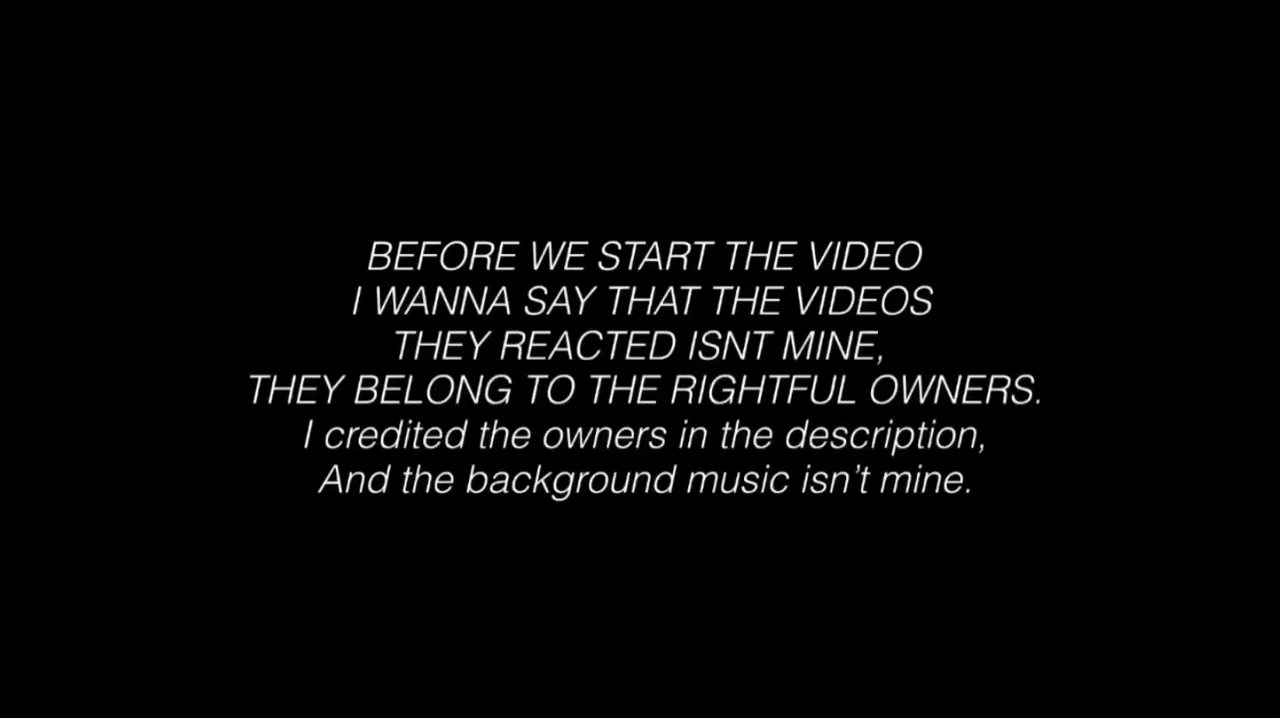 BEFORE WE START THE VIDEO
I WANNA SAY THAT THE VIDEOS
THEY REACTED ISNT MINE,
THEY BELONG TO THE RIGHTFUL OWNERS.
I credited the owners in the description,
And the background music isn’t mine.